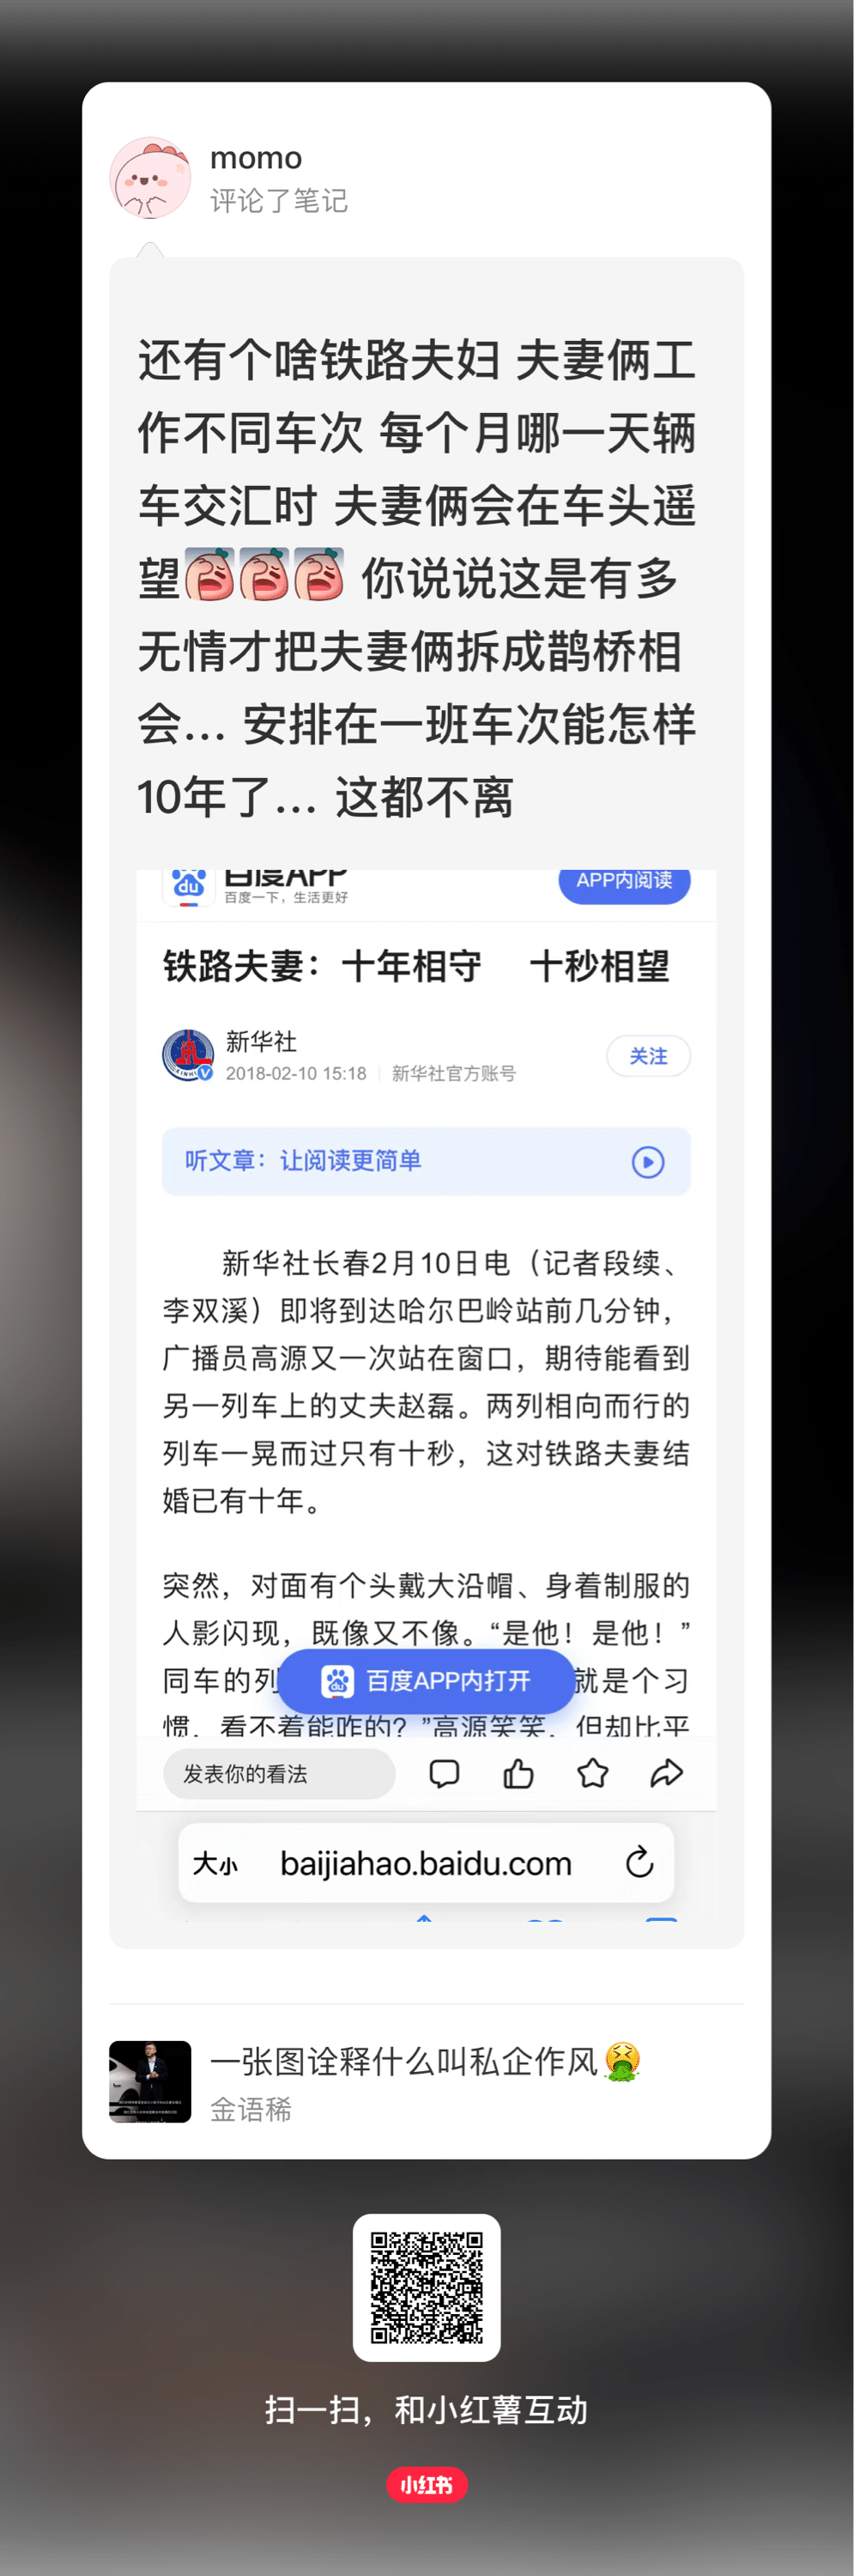 momo
评论了笔记
还有个啥铁路夫妇 夫妻俩工
作不同车次 每个月哪一天辆
车交汇时 夫妻俩会在车头遥
望 你说说这是有多
无情才把夫妻俩拆成鹊桥相
会... 安排在一班车次能怎样
10年了... 这都不离
du 百度APP APP内阅读
百度一下，生活更好
铁路夫妻：十年相守 十秒相望
新华社
2018-02-10 15:18 新华社官方账号
关注
听文章：让阅读更简单
新华社长春2月10日电（记者段续、
李双溪）即将到达哈尔巴岭站前几分钟，
广播员高源又一次站在窗口，期待能看到
另一列车上的丈夫赵磊。两列相向而行的
列车一晃而过只有十秒，这对铁路夫妻结
婚已有十年。
突然，对面有个头戴大沿帽、身着制服的
人影闪现，既像又不像。“是他！是他！”
同车的列 du 百度APP内打开 就是个习
惯，看不着能咋的？”高源笑笑，但却比平
发表你的看法
大小 baijiahao.baidu.com
一张图诠释什么叫私企作风
金语稀
扫一扫，和小红薯互动
小红书